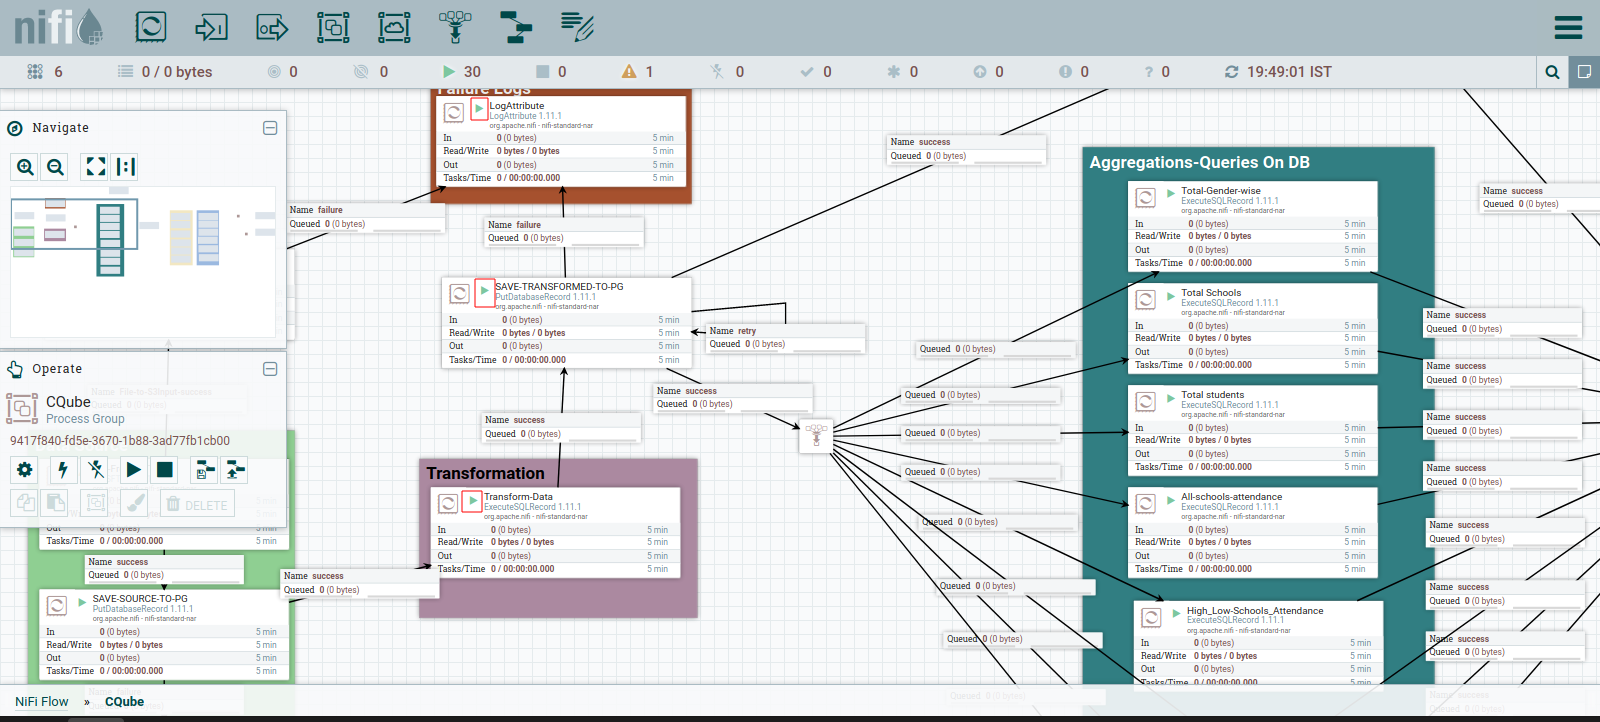 nifi
6
0 / 0 bytes
0
0
30
0
1
0
0
0
0
0
0
19:49:01 IST
Navigate
Operate
CQube
Process Group
9417f840-fd5e-3670-1b88-3ad77fb1cb00
DELETE
Failure Logs
LogAttribute
LogAttribute 1.11.1
org.apache.nifi - nifi-standard-nar
In 0 (0 bytes) 5 min
Read/Write 0 bytes / 0 bytes 5 min
Out 0 (0 bytes) 5 min
Tasks/Time 0 / 00:00:00.000 5 min
Name failure
Queued 0 (0 bytes)
Name failure
Queued 0 (0 bytes)
SAVE-TRANSFORMED-TO-PG
PutDatabaseRecord 1.11.1
org.apache.nifi - nifi-standard-nar
In 0 (0 bytes) 5 min
Read/Write 0 bytes / 0 bytes 5 min
Out 0 (0 bytes) 5 min
Tasks/Time 0 / 00:00:00.000 5 min
Name retry
Queued 0 (0 bytes)
Name success
Queued 0 (0 bytes)
Name success
Queued 0 (0 bytes)
Transformation
Transform-Data
ExecuteSQLRecord 1.11.1
org.apache.nifi - nifi-standard-nar
In 0 (0 bytes) 5 min
Read/Write 0 bytes / 0 bytes 5 min
Out 0 (0 bytes) 5 min
Tasks/Time 0 / 00:00:00.000 5 min
Out 0 (0 bytes) 5 min
Tasks/Time 0 / 00:00:00.000 5 min
Name success
Queued 0 (0 bytes)
Name success
Queued 0 (0 bytes)
SAVE-SOURCE-TO-PG
PutDatabaseRecord 1.11.1
org.apache.nifi - nifi-standard-nar
In 0 (0 bytes) 5 min
Read/Write 0 bytes / 0 bytes 5 min
Out 0 (0 bytes) 5 min
Tasks/Time 0 / 00:00:00.000 5 min
Name success
Queued 0 (0 bytes)
Queued 0 (0 bytes)
Queued 0 (0 bytes)
Queued 0 (0 bytes)
Queued 0 (0 bytes)
Queued 0 (0 bytes)
Queued 0 (0 bytes)
Queued 0 (0 bytes)
Queued 0 (0 bytes)
Aggregations-Queries On DB
Total-Gender-wise
ExecuteSQLRecord 1.11.1
org.apache.nifi - nifi-standard-nar
In 0 (0 bytes) 5 min
Read/Write 0 bytes / 0 bytes 5 min
Out 0 (0 bytes) 5 min
Tasks/Time 0 / 00:00:00.000 5 min
Total Schools
ExecuteSQLRecord 1.11.1
org.apache.nifi - nifi-standard-nar
In 0 (0 bytes) 5 min
Read/Write 0 bytes / 0 bytes 5 min
Out 0 (0 bytes) 5 min
Tasks/Time 0 / 00:00:00.000 5 min
Total students
ExecuteSQLRecord 1.11.1
org.apache.nifi - nifi-standard-nar
In 0 (0 bytes) 5 min
Read/Write 0 bytes / 0 bytes 5 min
Out 0 (0 bytes) 5 min
Tasks/Time 0 / 00:00:00.000 5 min
All-schools-attendance
ExecuteSQLRecord 1.11.1
org.apache.nifi - nifi-standard-nar
In 0 (0 bytes) 5 min
Read/Write 0 bytes / 0 bytes 5 min
Out 0 (0 bytes) 5 min
Tasks/Time 0 / 00:00:00.000 5 min
High_Low-Schools_Attendance
ExecuteSQLRecord 1.11.1
org.apache.nifi - nifi-standard-nar
In 0 (0 bytes) 5 min
Read/Write 0 bytes / 0 bytes 5 min
Out 0 (0 bytes) 5 min
Tasks/Time 0 / 00:00:00.000 5 min
Name success
Queued 0 (0 bytes)
Name success
Queued 0 (0 bytes)
Name success
Queued 0 (0 bytes)
Name success
Queued 0 (0 bytes)
Name success
Queued 0 (0 bytes)
Name success
Queued 0 (0 bytes)
Name success
Queued 0 (0 bytes)
Name success
Queued 0 (0 bytes)
Name success
Queued 0 (0 bytes)
NiFi Flow » CQube